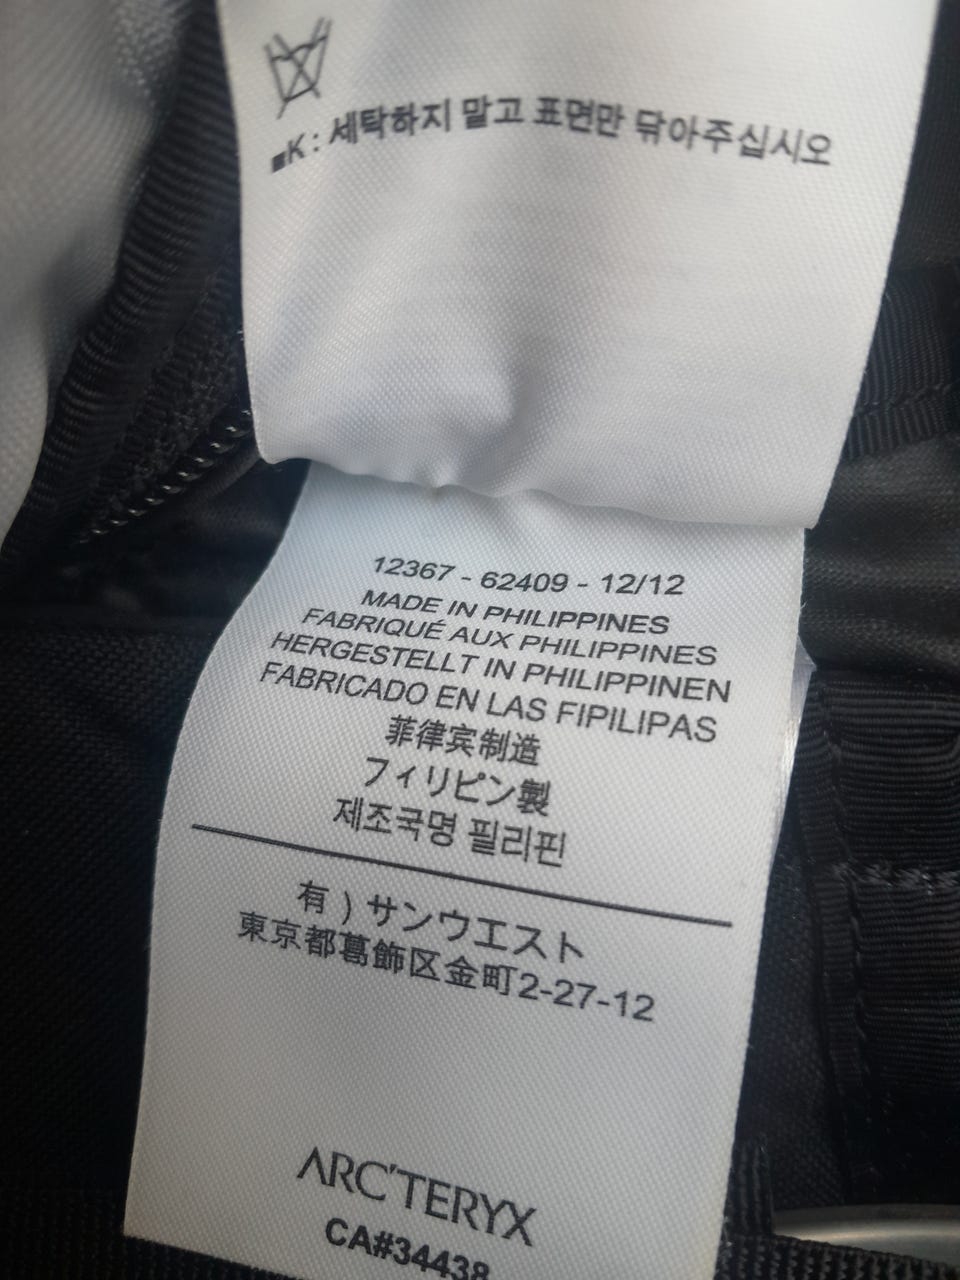 ■K : 세탁하지 말고 표면만 닦아주십시오
12367 - 62409 - 12/12
MADE IN PHILIPPINES
FABRIQUÉ AUX PHILIPPINES
HERGESTELLT IN PHILIPPINEN
FABRICADO EN LAS FIPILIPAS
菲律宾制造
フィリピン製
제조국명 필리핀
有）サンウエスト
東京都葛飾区金町2-27-12
ARC'TERYX
CA#34438